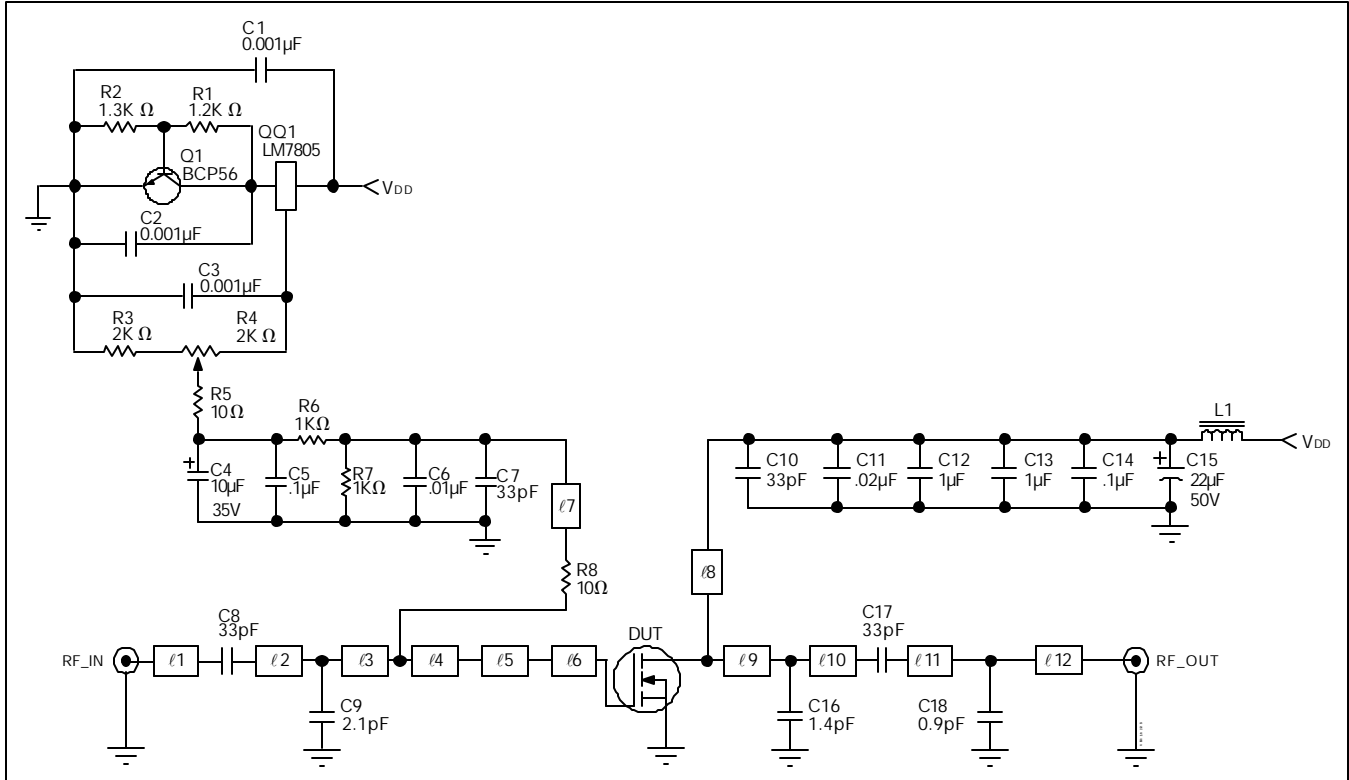 C1
0.001µF
R2
1.3K Ω
R1
1.2K Ω
QQ1
LM7805
Q1
BCP56
VDD
C2
0.001µF
C3
0.001µF
R3
2K Ω
R4
2K Ω
R5
10Ω
R6
1KΩ
C4
10µF
35V
C5
.1µF
R7
1KΩ
C6
.01µF
C7
33pF
ℓ7
R8
10Ω
L1
VDD
C10
33pF
C11
.02µF
C12
1µF
C13
1µF
C14
.1µF
C15
22µF
50V
ℓ8
RF_IN
ℓ1
C8
33pF
ℓ2
ℓ3
ℓ4
ℓ5
ℓ6
DUT
ℓ9
ℓ10
C17
33pF
ℓ11
ℓ12
RF_OUT
C9
2.1pF
C16
1.4pF
C18
0.9pF